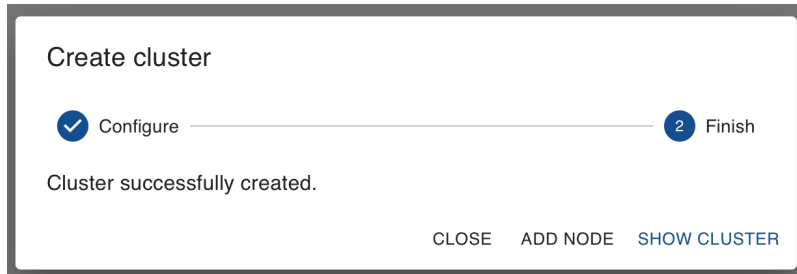 Create cluster
Configure 2 Finish
Cluster successfully created.
CLOSE ADD NODE SHOW CLUSTER